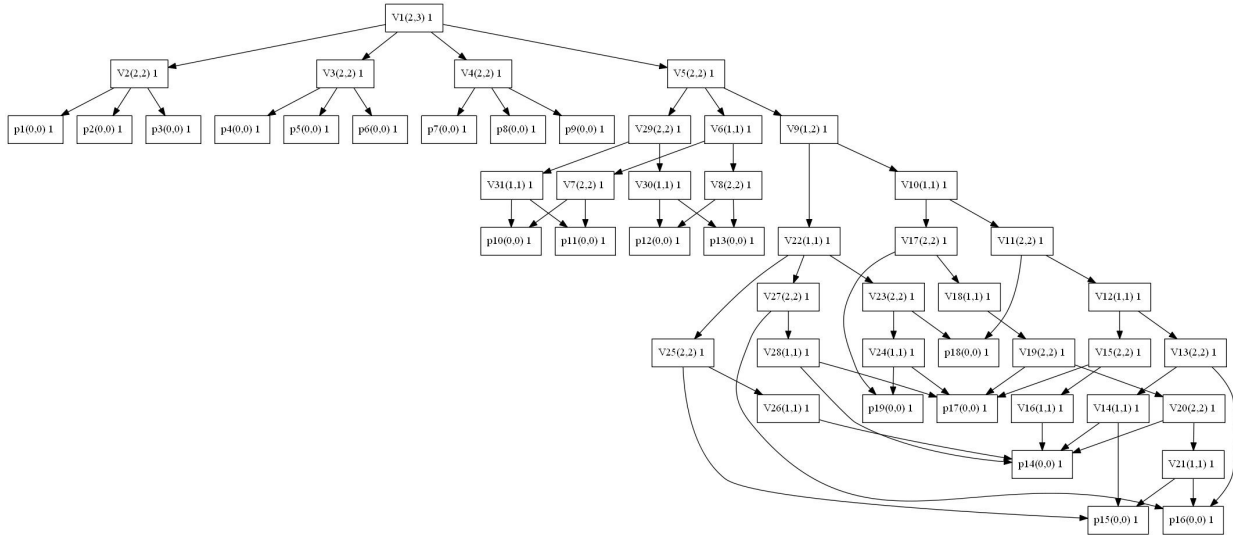 V1(2,3) 1
V2(2,2) 1
V3(2,2) 1
V4(2,2) 1
V5(2,2) 1
p1(0,0) 1
p2(0,0) 1
p3(0,0) 1
p4(0,0) 1
p5(0,0) 1
p6(0,0) 1
p7(0,0) 1
p8(0,0) 1
p9(0,0) 1
V29(2,2) 1
V6(1,1) 1
V9(1,2) 1
V31(1,1) 1
V7(2,2) 1
V30(1,1) 1
V8(2,2) 1
V10(1,1) 1
p10(0,0) 1
p11(0,0) 1
p12(0,0) 1
p13(0,0) 1
V22(1,1) 1
V17(2,2) 1
V11(2,2) 1
V27(2,2) 1
V23(2,2) 1
V18(1,1) 1
V12(1,1) 1
V25(2,2) 1
V28(1,1) 1
V24(1,1) 1
p18(0,0) 1
V19(2,2) 1
V15(2,2) 1
V13(2,2) 1
V26(1,1) 1
p19(0,0) 1
p17(0,0) 1
V16(1,1) 1
V14(1,1) 1
V20(2,2) 1
p14(0,0) 1
V21(1,1) 1
p15(0,0) 1
p16(0,0) 1